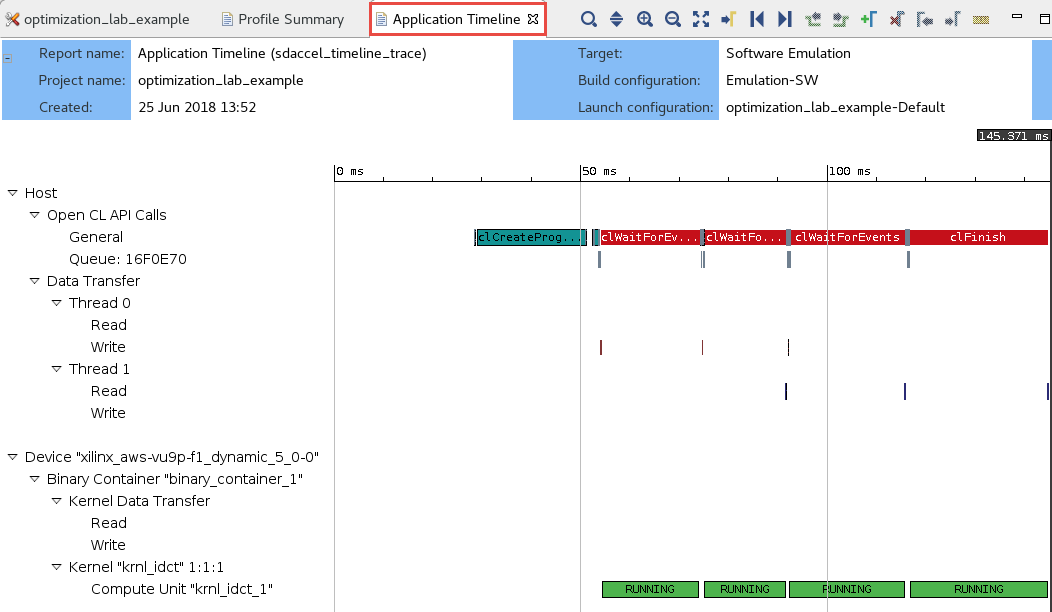 optimization_lab_example
Profile Summary
Application Timeline
Report name: Application Timeline (sdaccel_timeline_trace)
Target: Software Emulation
Project name: optimization_lab_example
Build configuration: Emulation-SW
Created: 25 Jun 2018 13:52
Launch configuration: optimization_lab_example-Default
145.371 ms
0 ms
50 ms
100 ms
Host
Open CL API Calls
General
clCreateProg...
clWaitForEv...
clWaitFo...
clWaitForEvents
clFinish
Queue: 16F0E70
Data Transfer
Thread 0
Read
Write
Thread 1
Read
Write
Device "xilinx_aws-vu9p-f1_dynamic_5_0-0"
Binary Container "binary_container_1"
Kernel Data Transfer
Read
Write
Kernel "krnl_idct" 1:1:1
Compute Unit "krnl_idct_1"
RUNNING
RUNNING
RUNNING
RUNNING